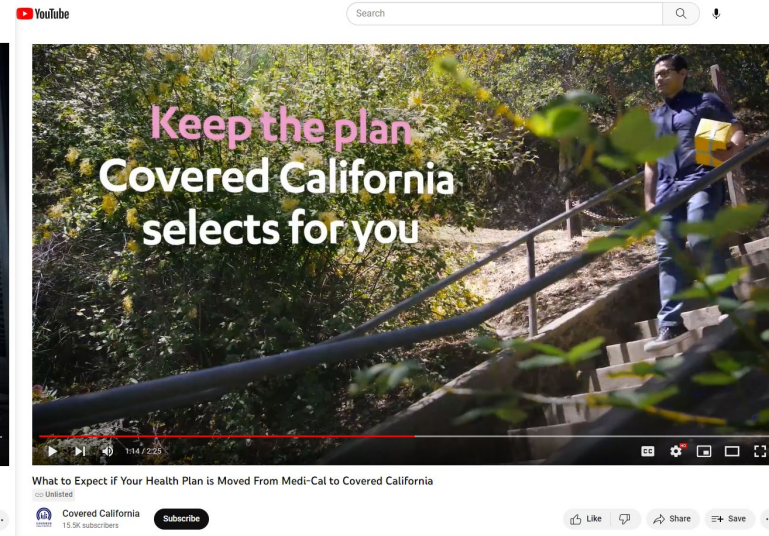 YouTube
Search
Keep the plan
Covered California
selects for you
1:14 / 2:25
CC
HD
What to Expect if Your Health Plan is Moved From Medi-Cal to Covered California
Unlisted
Covered California
15.5K subscribers
Subscribe
Like
Share
Save